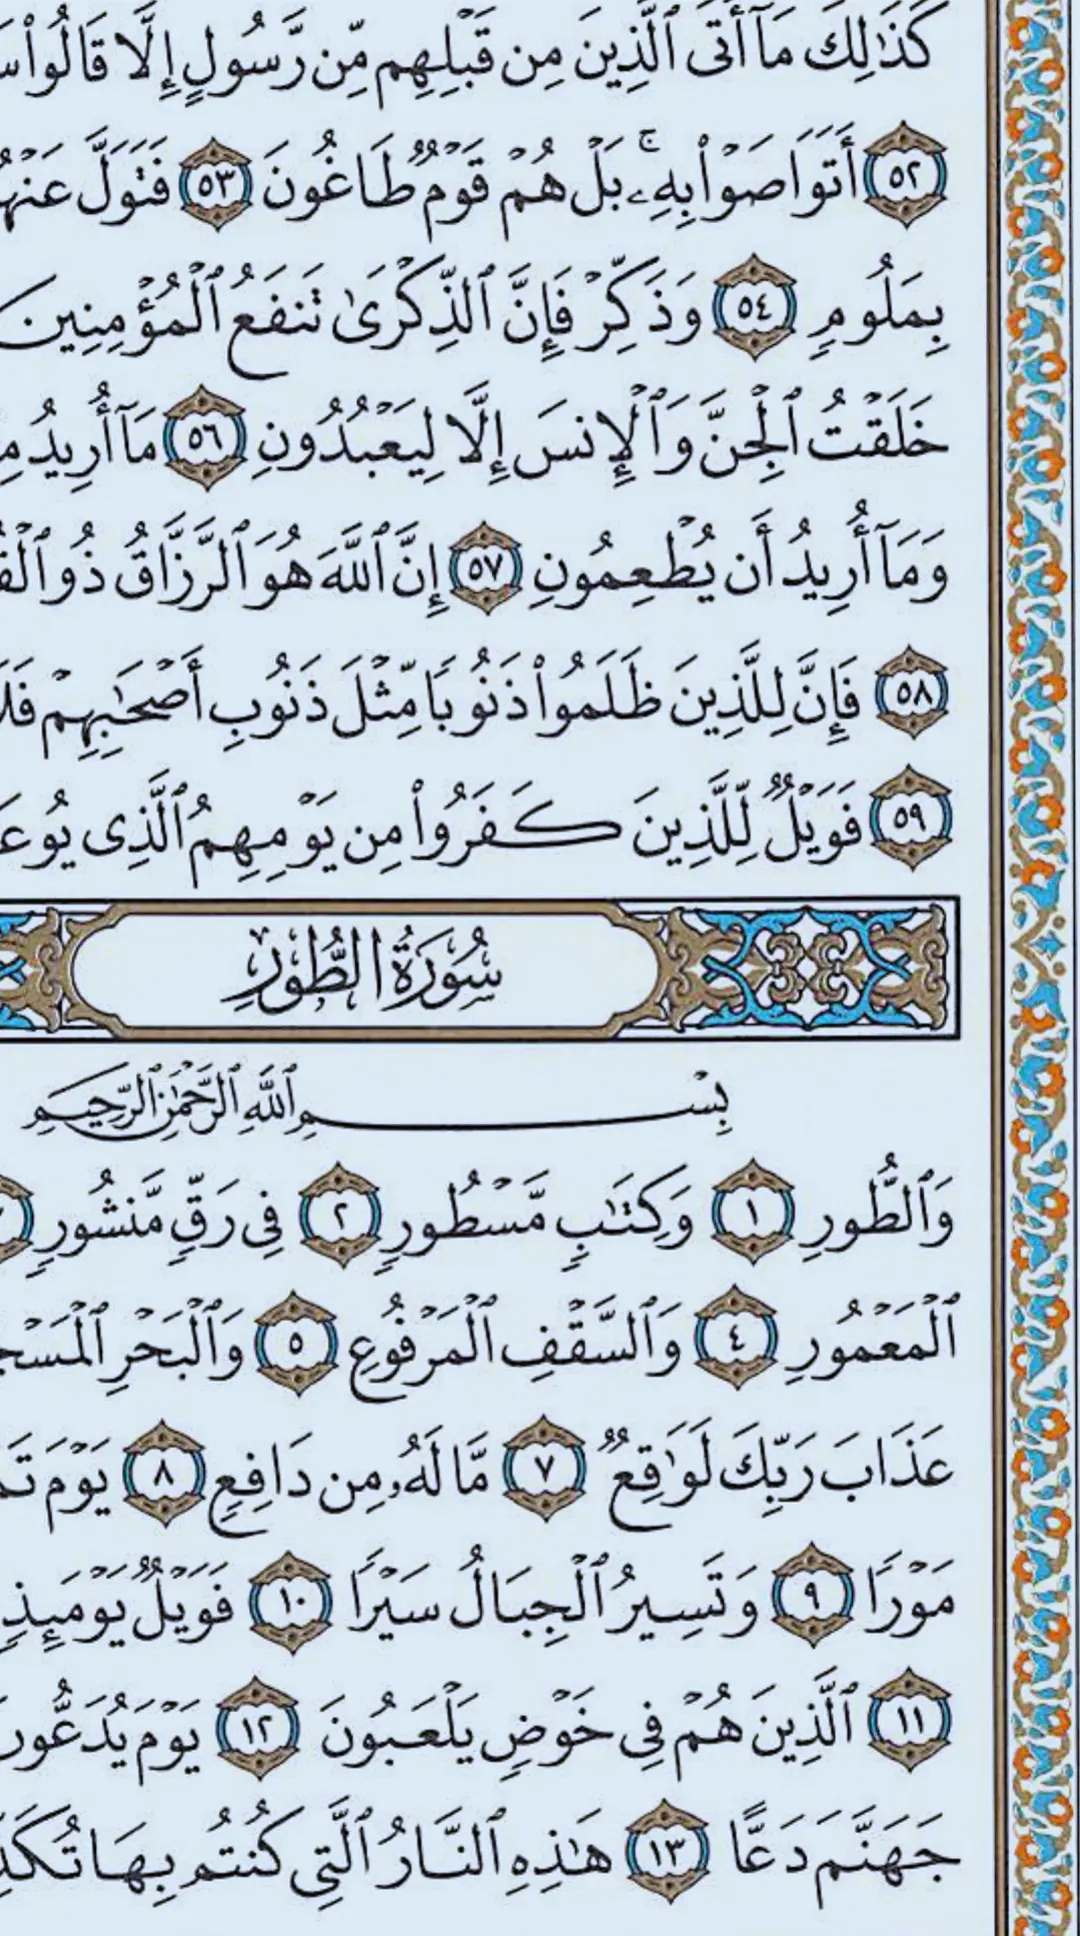 كَذَٰلِكَ مَآ أَتَى ٱلَّذِينَ مِن قَبْلِهِم مِّن رَّسُولٍ إِلَّا قَالُوا۟
٥٢ أَتَوَاصَوْا۟ بِهِۦ ۚ بَلْ هُمْ قَوْمٌ طَاغُونَ ٥٣ فَتَوَلَّ
بِمَلُومٍ ٥٤ وَذَكِّرْ فَإِنَّ ٱلذِّكْرَىٰ تَنفَعُ ٱلْمُؤْمِنِينَ
خَلَقْتُ ٱلْجِنَّ وَٱلْإِنسَ إِلَّا لِيَعْبُدُونِ ٥٦ مَآ أُرِيدُ
وَمَآ أُرِيدُ أَن يُطْعِمُونِ ٥٧ إِنَّ ٱللَّهَ هُوَ ٱلرَّزَّاقُ ذُو
٥٨ فَإِنَّ لِلَّذِينَ ظَلَمُوا۟ ذَنُوبًا مِّثْلَ ذَنُوبِ أَصْحَٰبِهِمْ
٥٩ فَوَيْلٌ لِّلَّذِينَ كَفَرُوا۟ مِن يَوْمِهِمُ ٱلَّذِى
سُورَةُ الطُّورِ
بِسْمِ ٱللَّهِ ٱلرَّحْمَٰنِ ٱلرَّحِيمِ
وَٱلطُّورِ ١ وَكِتَٰبٍ مَّسْطُورٍ ٢ فِى رَقٍّ مَّنشُورٍ
ٱلْمَعْمُورِ ٤ وَٱلسَّقْفِ ٱلْمَرْفُوعِ ٥ وَٱلْبَحْرِ
عَذَابَ رَبِّكَ لَوَٰقِعٌ ٧ مَّا لَهُۥ مِن دَافِعٍ ٨ يَوْمَ
مَوْرًا ٩ وَتَسِيرُ ٱلْجِبَالُ سَيْرًا ١٠ فَوَيْلٌ يَوْمَئِذٍ
١١ ٱلَّذِينَ هُمْ فِى خَوْضٍ يَلْعَبُونَ ١٢ يَوْمَ يُدَعُّونَ
جَهَنَّمَ دَعًّا ١٣ هَٰذِهِ ٱلنَّارُ ٱلَّتِى كُنتُم بِهَا